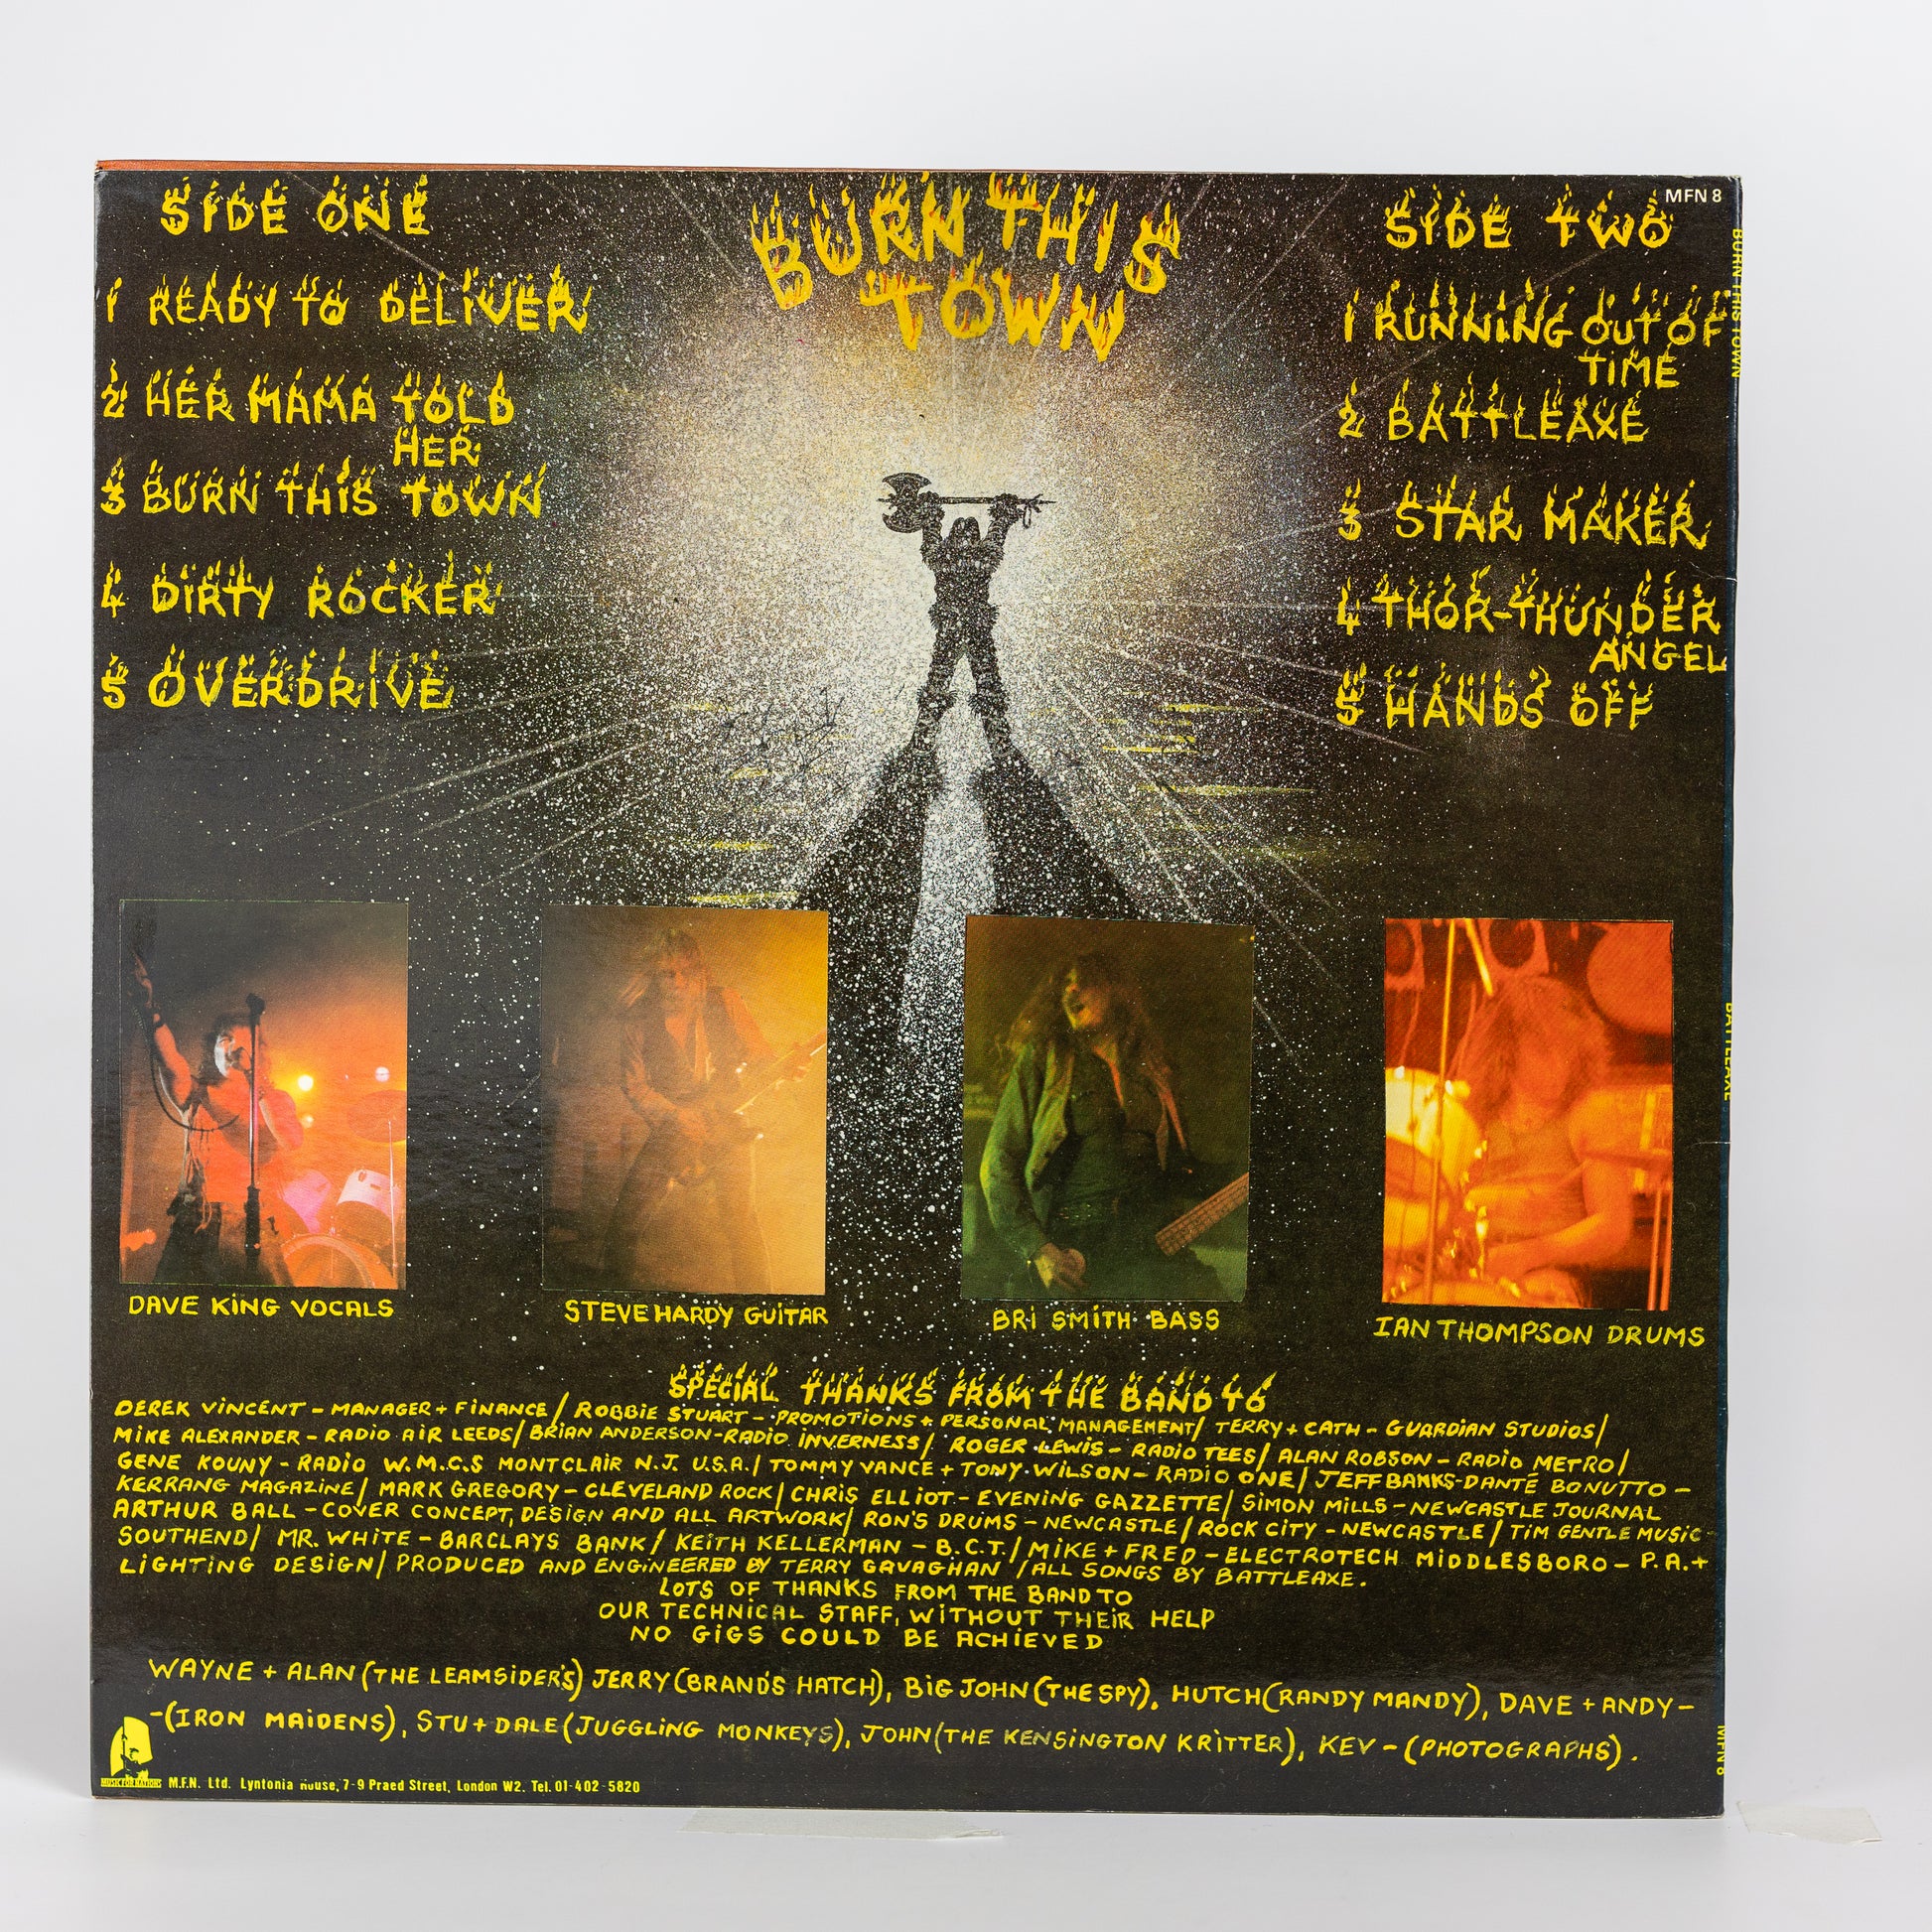 MFN 8
SIDE ONE
1 READY TO DELIVER
2 HER MAMA TOLD
HER
3 BURN THIS TOWN
4 DIRTY ROCKER
5 OVERDRIVE
BURN THIS
TOWN
SIDE TWO
1 RUNNING OUT OF
TIME
2 BATTLEAXE
3 STAR MAKER
4 THOR-THUNDER
ANGEL
5 HANDS OFF
BURN THIS TOWN
BATTLEAXE
MFN 8
DAVE KING VOCALS
STEVE HARDY GUITAR
BRI SMITH BASS
IAN THOMPSON DRUMS
SPECIAL THANKS FROM THE BAND TO
DEREK VINCENT - MANAGER + FINANCE / ROBBIE STUART - PROMOTIONS + PERSONAL MANAGEMENT / TERRY + CATH - GUARDIAN STUDIOS /
MIKE ALEXANDER - RADIO AIR LEEDS / BRIAN ANDERSON - RADIO INVERNESS / ROGER LEWIS - RADIO TEES / ALAN ROBSON - RADIO METRO /
GENE KOUNY - RADIO W.M.C.S MONTCLAIR N.J. U.S.A. / TOMMY VANCE + TONY WILSON - RADIO ONE / JEFF BANKS - DANTÉ BONUTTO -
KERRANG MAGAZINE / MARK GREGORY - CLEVELAND ROCK / CHRIS ELLIOT - EVENING GAZZETTE / SIMON MILLS - NEWCASTLE JOURNAL
ARTHUR BALL - COVER CONCEPT, DESIGN AND ALL ARTWORK / RON'S DRUMS - NEWCASTLE / ROCK CITY - NEWCASTLE / TIM GENTLE MUSIC -
SOUTHEND / MR. WHITE - BARCLAYS BANK / KEITH KELLERMAN - B.C.T. / MIKE + FRED - ELECTROTECH MIDDLESBORO - P.A. +
LIGHTING DESIGN / PRODUCED AND ENGINEERED BY TERRY GAVAGHAN / ALL SONGS BY BATTLEAXE.
LOTS OF THANKS FROM THE BAND TO
OUR TECHNICAL STAFF, WITHOUT THEIR HELP
NO GIGS COULD BE ACHIEVED
WAYNE + ALAN (THE LEAMSIDER'S) JERRY (BRAND'S HATCH), BIG JOHN (THE SPY), HUTCH (RANDY MANDY), DAVE + ANDY -
-(IRON MAIDENS), STU + DALE (JUGGLING MONKEYS), JOHN (THE KENSINGTON KRITTER), KEV - (PHOTOGRAPHS).
MUSIC FOR NATIONS
M.F.N. Ltd. Lyntonia House, 7-9 Praed Street, London W2. Tel. 01-402-5820